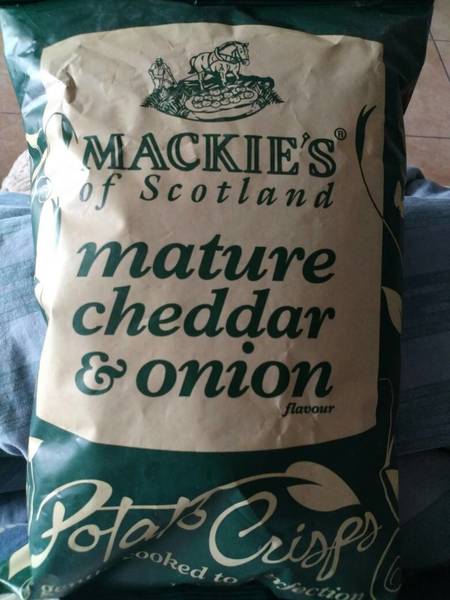 MACKIE'S®
of Scotland
mature
cheddar
& onion
flavour
Potato Crisps
cooked to